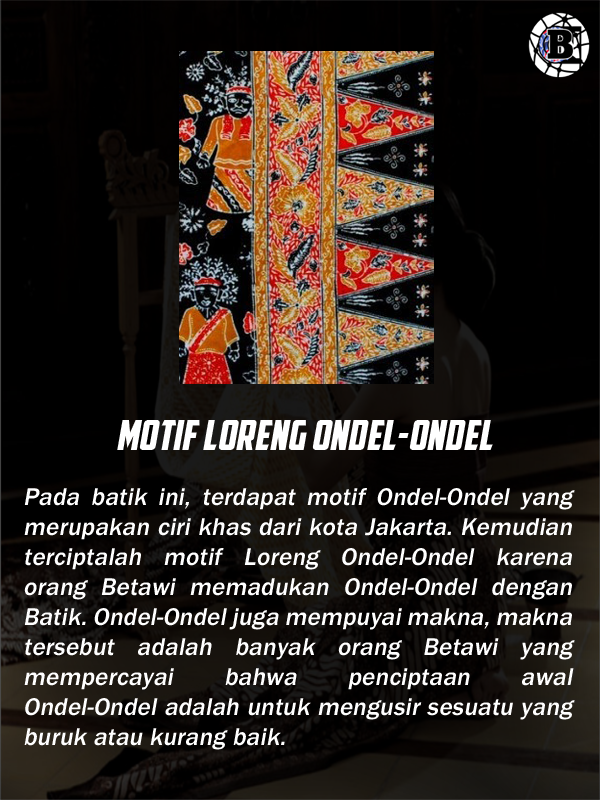 B
MOTIF LORENG ONDEL-ONDEL
Pada batik ini, terdapat motif Ondel-Ondel yang
merupakan ciri khas dari kota Jakarta. Kemudian
terciptalah motif Loreng Ondel-Ondel karena
orang Betawi memadukan Ondel-Ondel dengan
Batik. Ondel-Ondel juga mempuyai makna, makna
tersebut adalah banyak orang Betawi yang
mempercayai bahwa penciptaan awal
Ondel-Ondel adalah untuk mengusir sesuatu yang
buruk atau kurang baik.